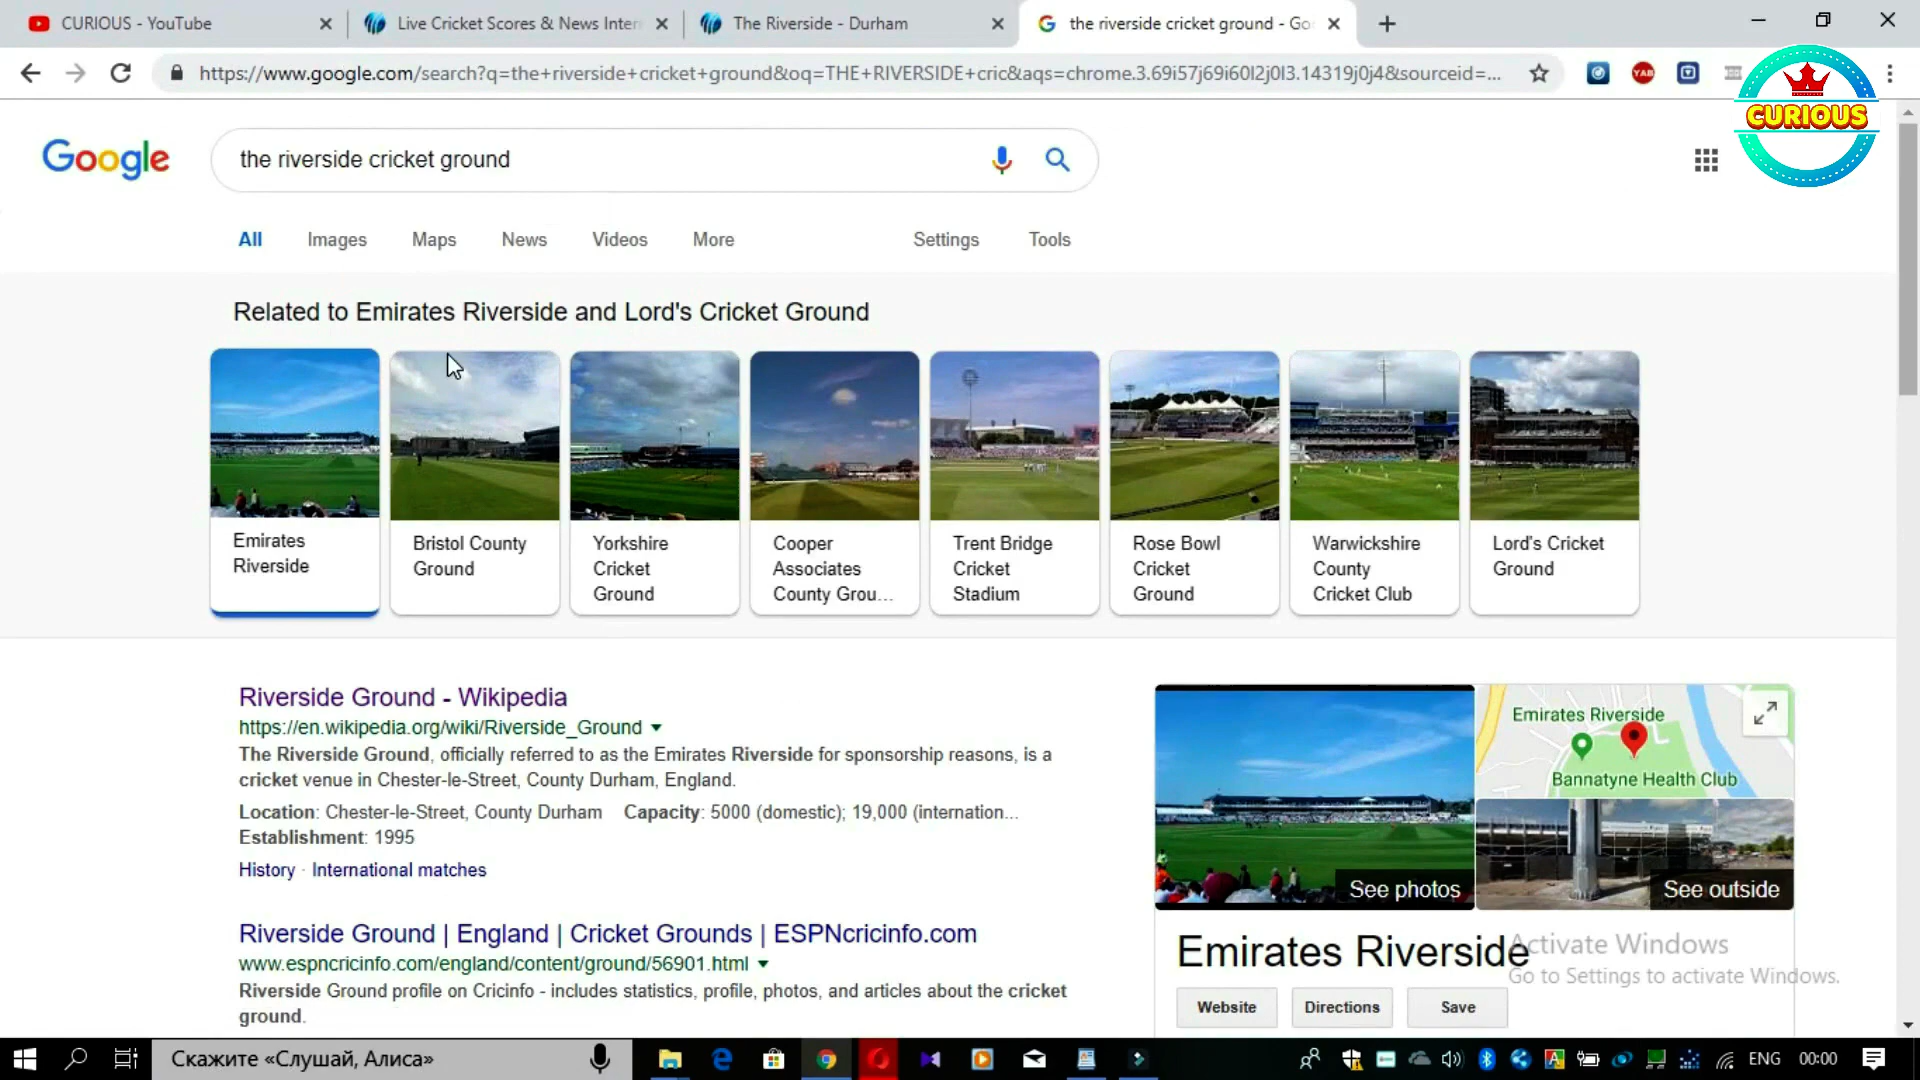 CURIOUS - YouTube
Live Cricket Scores & News Inter
The Riverside - Durham
the riverside cricket ground - Go
https://www.google.com/search?q=the+riverside+cricket+ground&oq=THE+RIVERSIDE+cric&aqs=chrome.3.69i57j69i60l2j0l3.14319j0j4&sourceid=...
YAB
CURIOUS
Google
the riverside cricket ground
All
Images
Maps
News
Videos
More
Settings
Tools
Related to Emirates Riverside and Lord's Cricket Ground
Emirates
Riverside
Bristol County
Ground
Yorkshire
Cricket
Ground
Cooper
Associates
County Grou...
Trent Bridge
Cricket
Stadium
Rose Bowl
Cricket
Ground
Warwickshire
County
Cricket Club
Lord's Cricket
Ground
Riverside Ground - Wikipedia
https://en.wikipedia.org/wiki/Riverside_Ground
The Riverside Ground, officially referred to as the Emirates Riverside for sponsorship reasons, is a
cricket venue in Chester-le-Street, County Durham, England.
Location: Chester-le-Street, County Durham Capacity: 5000 (domestic); 19,000 (internation...
Establishment: 1995
History · International matches
Riverside Ground | England | Cricket Grounds | ESPNcricinfo.com
www.espncricinfo.com/england/content/ground/56901.html
Riverside Ground profile on Cricinfo - includes statistics, profile, photos, and articles about the cricket
ground.
Emirates Riverside
Bannatyne Health Club
See photos
See outside
Emirates Riverside
Activate Windows
Go to Settings to activate Windows.
Website
Directions
Save
Скажите «Слушай, Алиса»
ENG
00:00